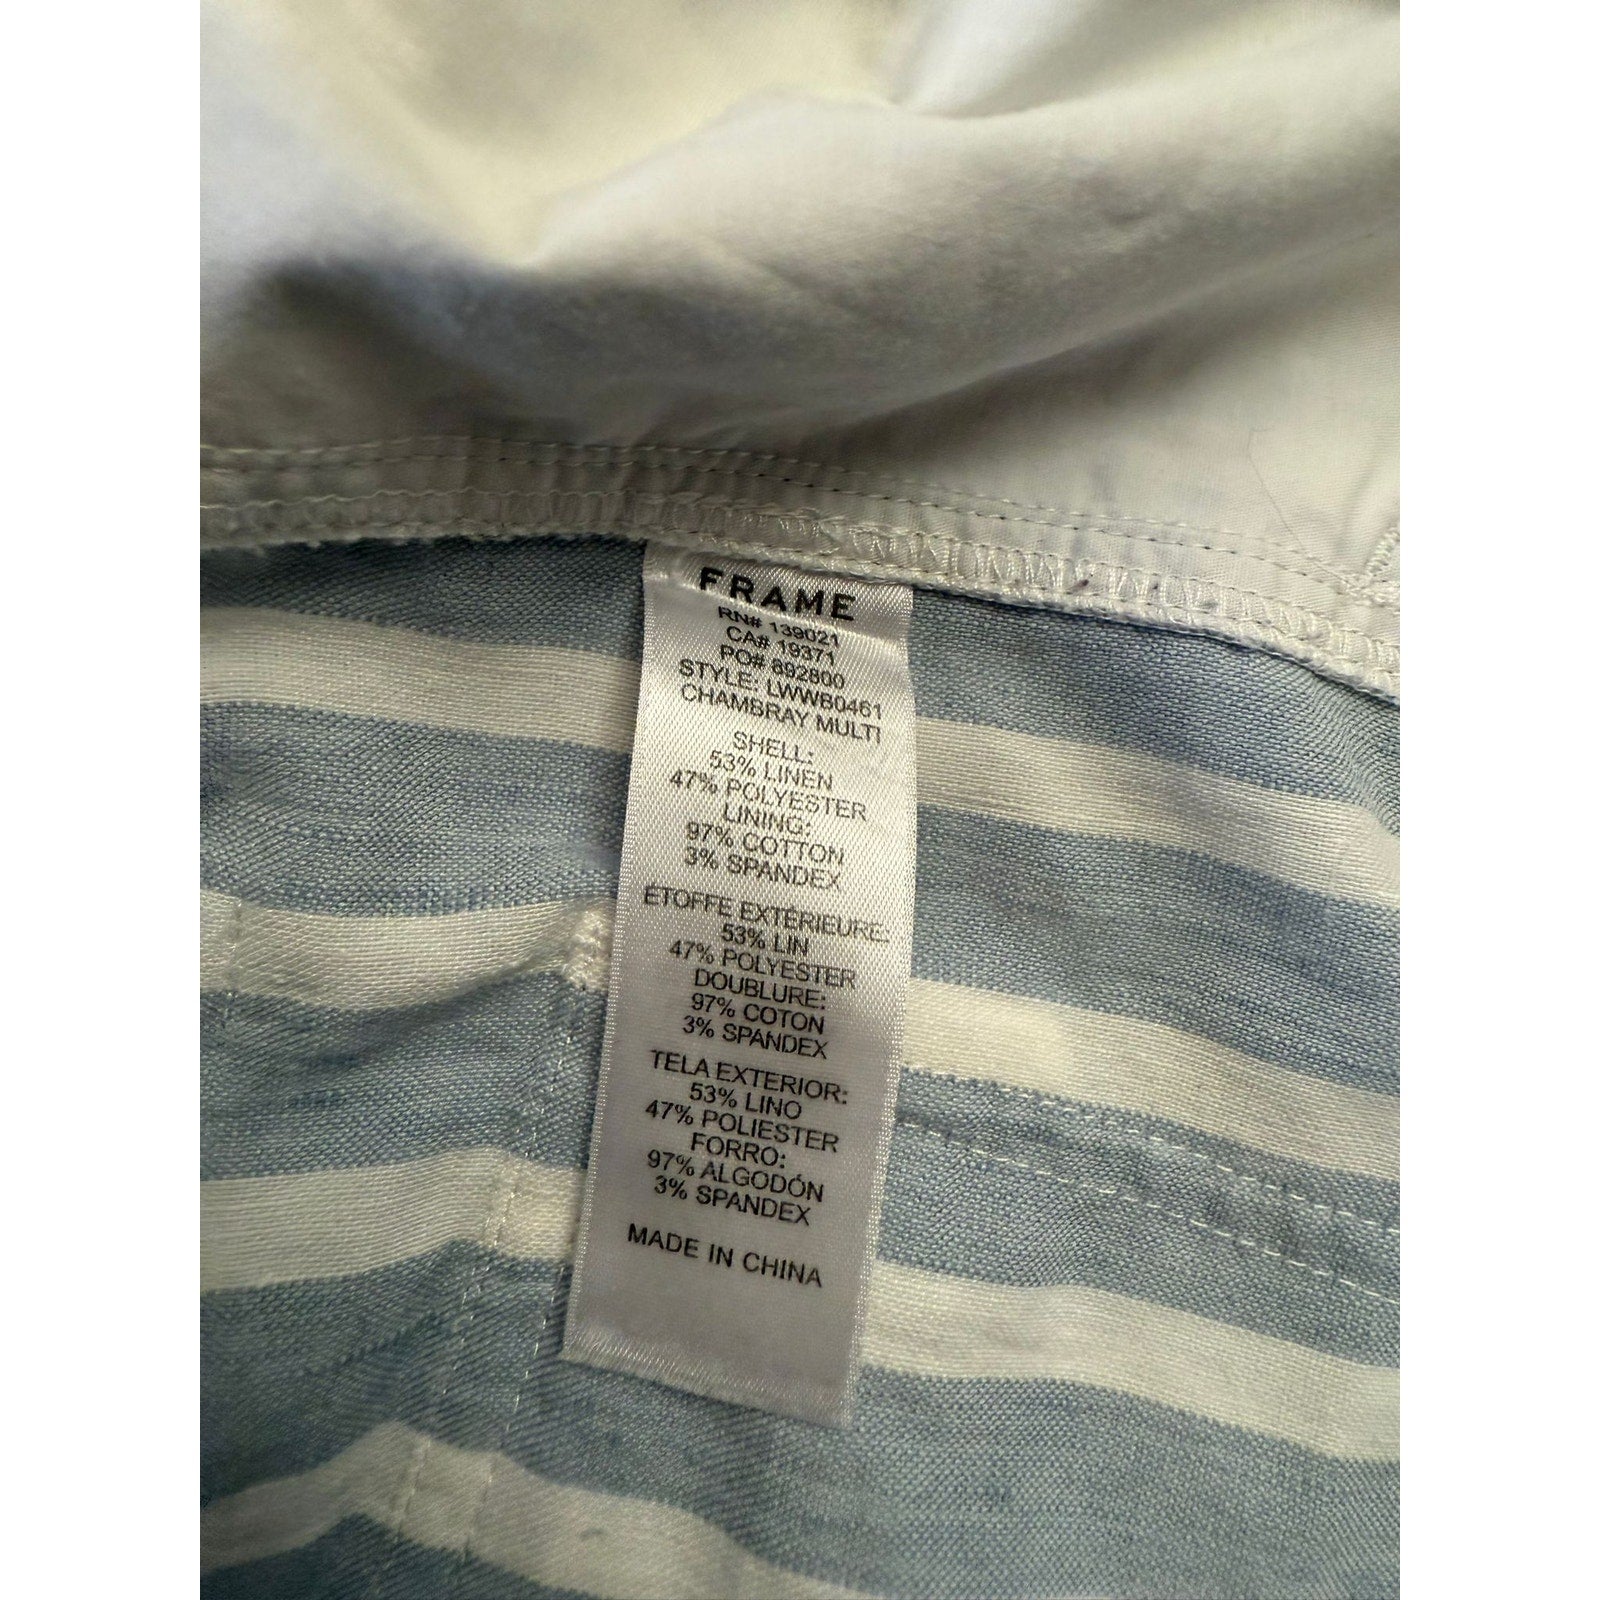 FRAME
RN# 139021
CA# 19371
PO# 892800
STYLE: LWWB0461
CHAMBRAY MULTI
SHELL:
53% LINEN
47% POLYESTER
LINING:
97% COTTON
3% SPANDEX
ÉTOFFE EXTÉRIEURE:
53% LIN
47% POLYESTER
DOUBLURE:
97% COTON
3% SPANDEX
TELA EXTERIOR:
53% LINO
47% POLIESTER
FORRO:
97% ALGODÓN
3% SPANDEX
MADE IN CHINA